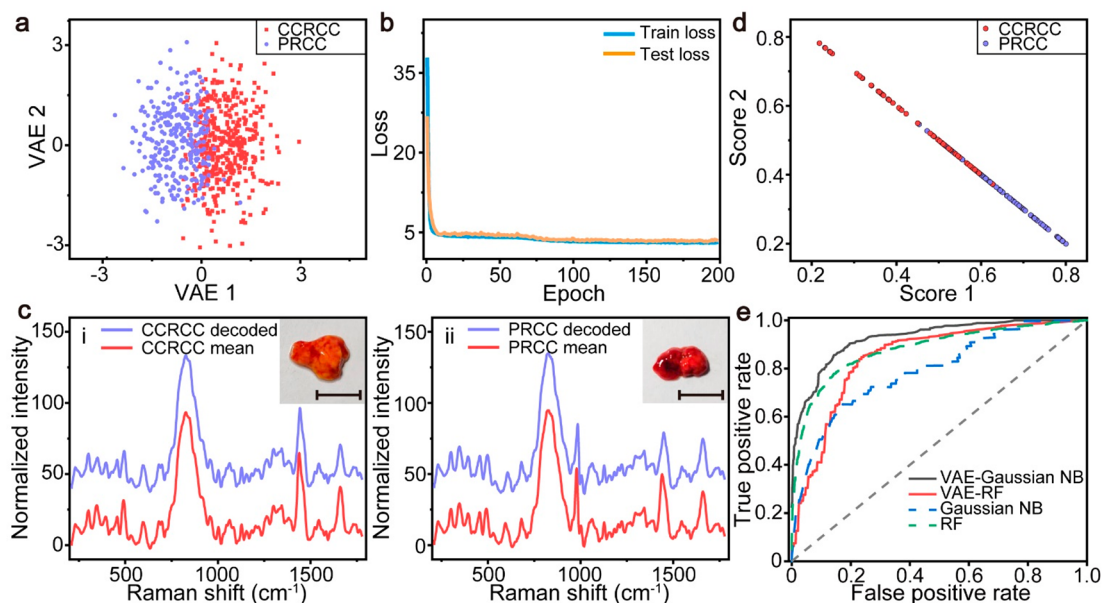 a
CCRCC
PRCC
3
0
-3
VAE 2
-3
0
3
VAE 1
b
Train loss
Test loss
35
20
5
Loss
0
50
100
150
200
Epoch
d
CCRCC
PRCC
0.8
0.6
0.4
0.2
Score 2
0.2
0.4
0.6
0.8
Score 1
c
i
CCRCC decoded
CCRCC mean
150
100
50
0
Normalized intensity
500
1000
1500
Raman shift (cm-1)
ii
PRCC decoded
PRCC mean
150
100
50
0
Normalized intensity
500
1000
1500
Raman shift (cm-1)
e
1.0
0.8
0.6
0.4
0.2
0
True positive rate
VAE-Gaussian NB
VAE-RF
Gaussian NB
RF
0
0.2
0.4
0.6
0.8
1.0
False positive rate